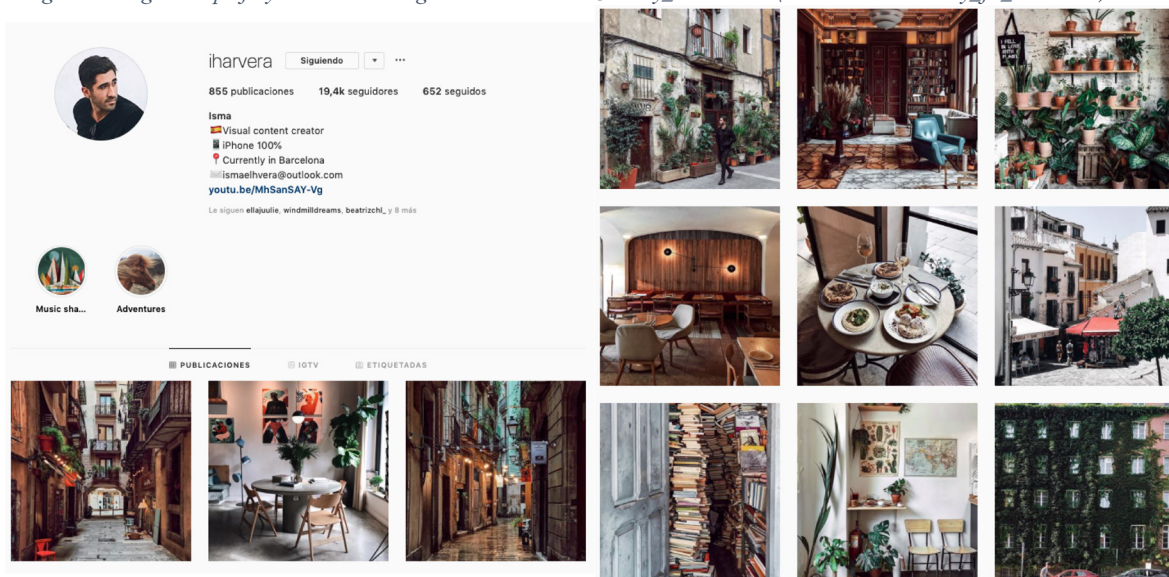 iharvera Siguiendo
855 publicaciones 19,4k seguidores 652 seguidos
Isma
🇪🇸Visual content creator
📱iPhone 100%
📍Currently in Barcelona
✉️ismaelhvera@outlook.com
youtu.be/MhSanSAY-Vg
Le siguen ellajuulie, windmilldreams, beatrizchl_ y 8 más
Music sha... Adventures
PUBLICACIONES IGTV ETIQUETADAS